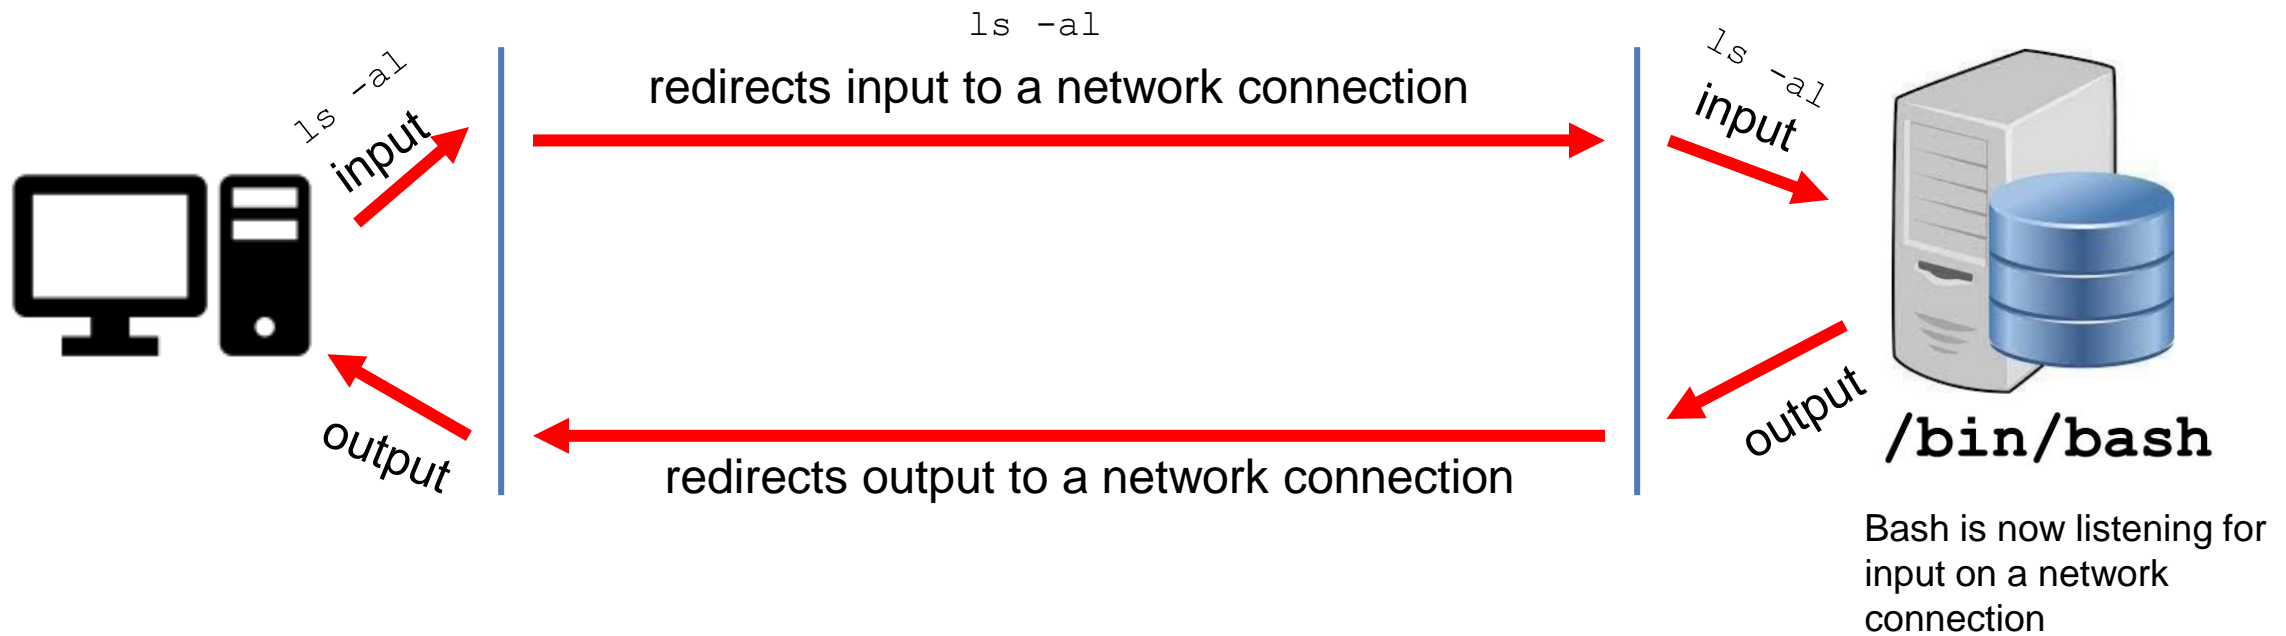 ls -al
redirects input to a network connection
ls -al
input
ls -al
input
output
redirects output to a network connection
output
/bin/bash
Bash is now listening for
input on a network
connection